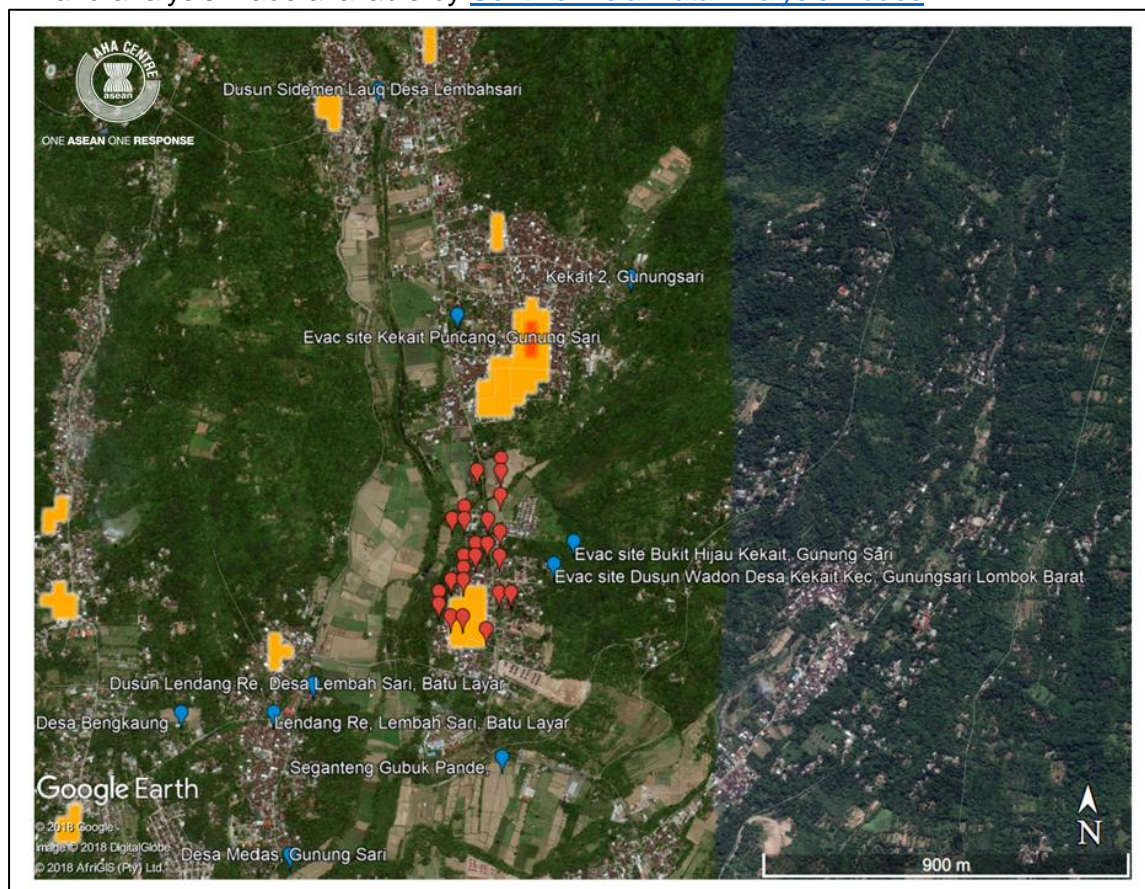 AHA CENTRE
asean
ONE ASEAN ONE RESPONSE
Dusun Sidemen Lauq Desa Lembahsari
Kekait 2, Gunungsari
Evac site Kekait Puncang, Gunung Sari
Evac site Bukit Hijau Kekait, Gunung Sari
Evac site Dusun Wadon Desa Kekait Kec, Gunungsari Lombok Barat
Dusun Lendang Re, Desa Lembah Sari, Batu Layar
Desa Bengkaung
Lendang Re, Lembah Sari, Batu Layar
Seganteng Gubuk Pande,
Google Earth
© 2018 Google
Image © 2018 DigitalGlobe
© 2018 AfriGIS (Pty) Ltd.
Desa Medas, Gunung Sari
N
900 m